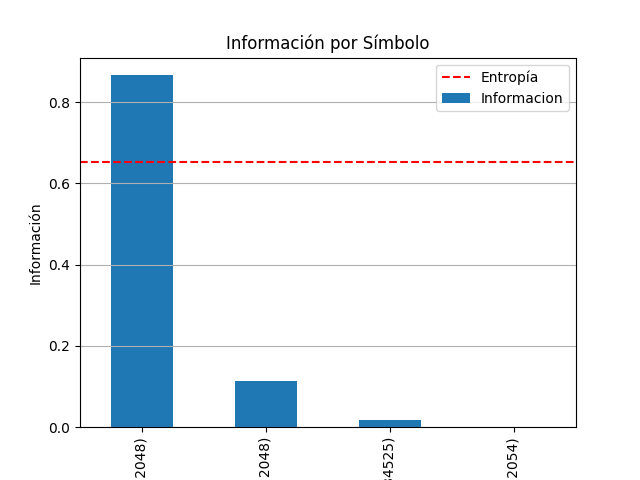 Información por Símbolo
Entropía
Informacion
Información
0.8
0.6
0.4
0.2
0.0
2048)
2048)
4525)
2054)